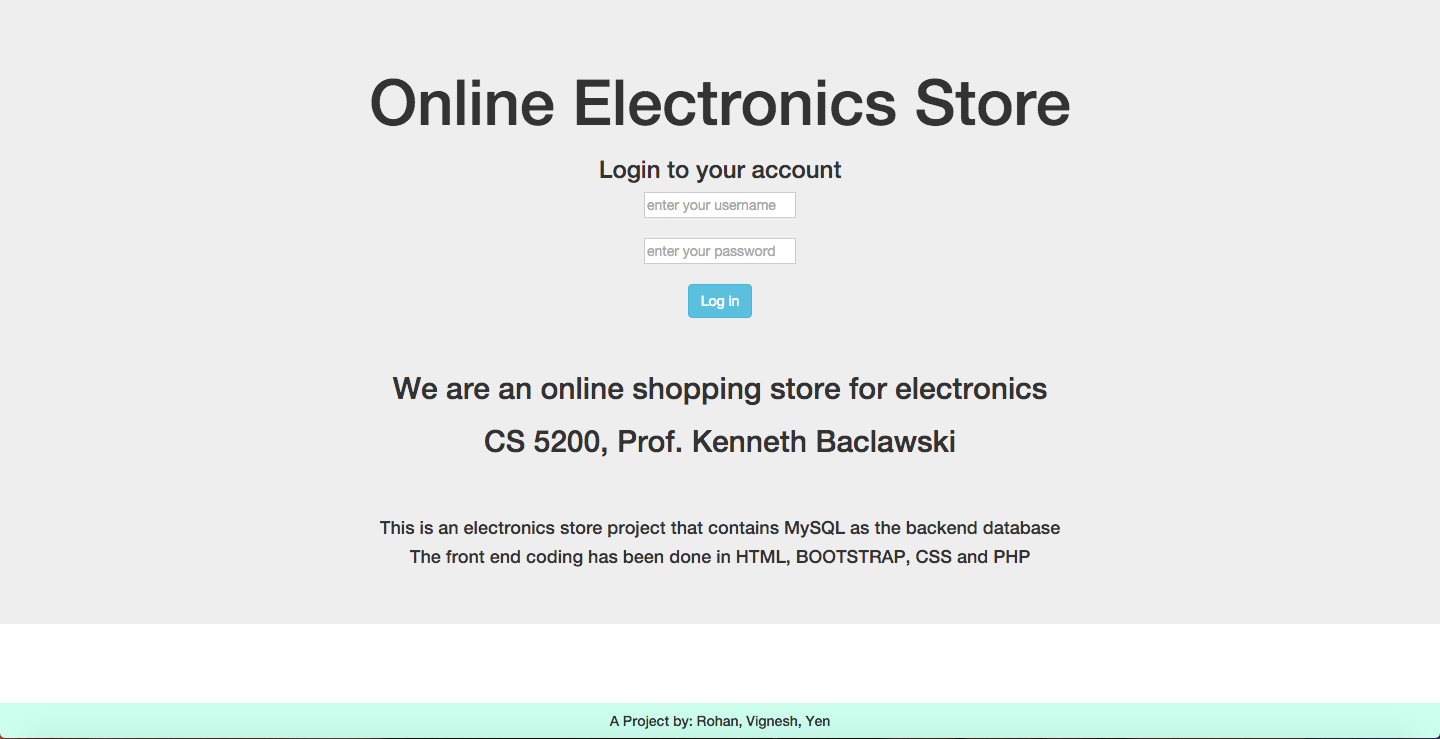 Online Electronics Store
Login to your account
enter your username
enter your password
Log in
We are an online shopping store for electronics
CS 5200, Prof. Kenneth Baclawski
This is an electronics store project that contains MySQL as the backend database
The front end coding has been done in HTML, BOOTSTRAP, CSS and PHP
A Project by: Rohan, Vignesh, Yen